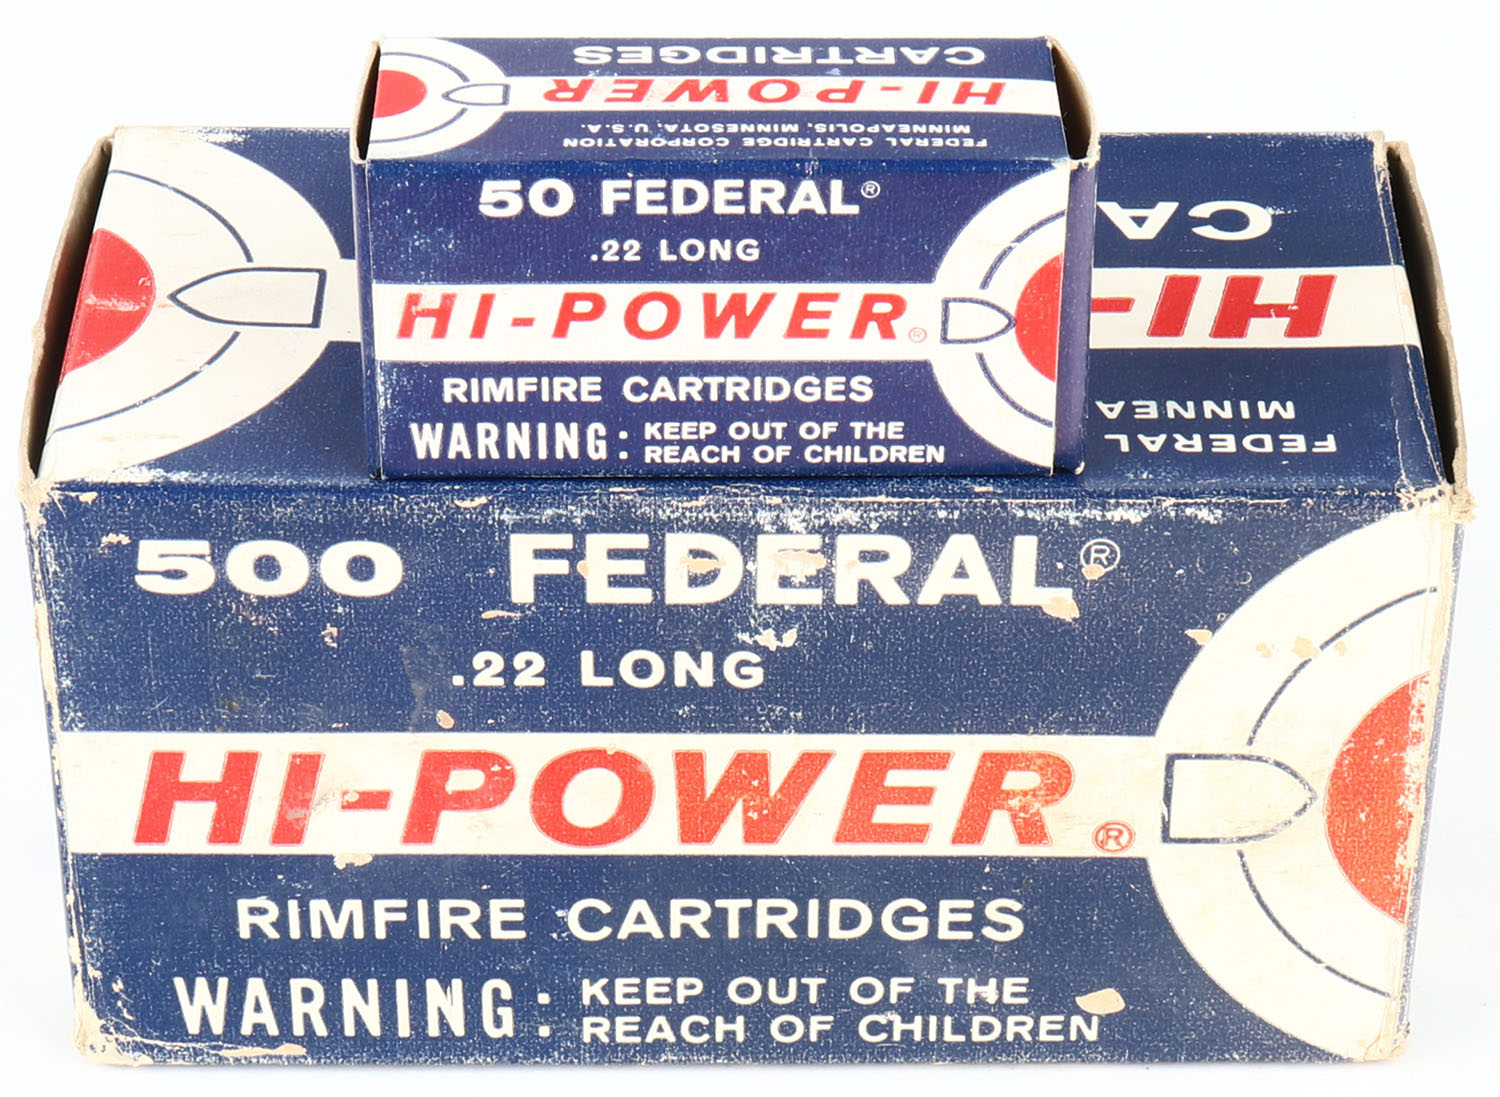 CARTRIDGES
HI-POWER
MINNEAPOLIS, MINNESOTA, U.S.A.
FEDERAL CARTRIDGE CORPORATION
50 FEDERAL®
.22 LONG
HI-POWER®
RIMFIRE CARTRIDGES
WARNING: KEEP OUT OF THE
REACH OF CHILDREN
CA
HI-
MINNEA
FEDERAL
500 FEDERAL®
.22 LONG
HI-POWER®
RIMFIRE CARTRIDGES
WARNING: KEEP OUT OF THE
REACH OF CHILDREN